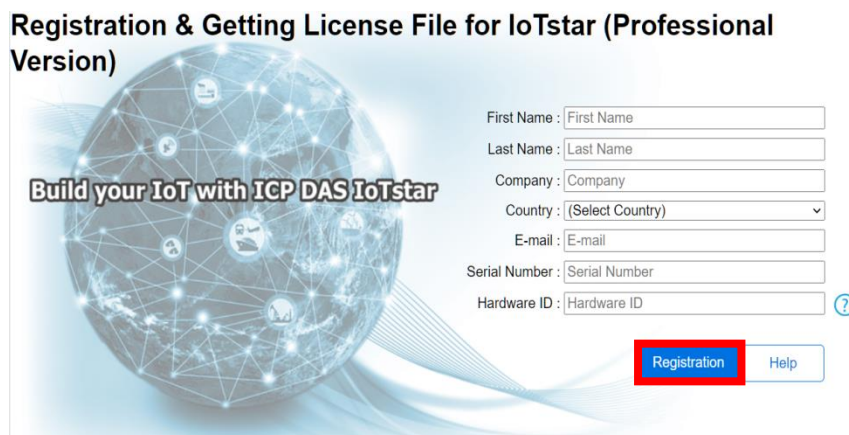 Registration & Getting License File for IoTstar (Professional
Version)
Build your IoT with ICP DAS IoTstar
First Name : First Name
Last Name : Last Name
Company : Company
Country : (Select Country)
E-mail : E-mail
Serial Number : Serial Number
Hardware ID : Hardware ID ?
Registration Help